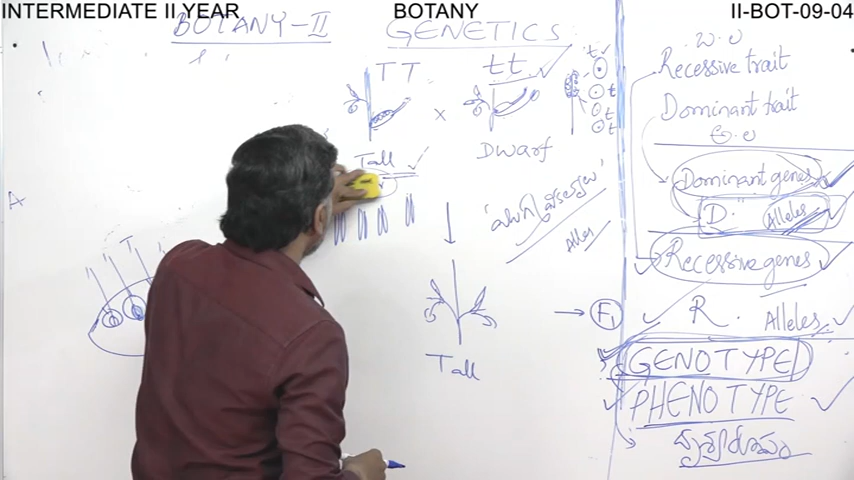 INTERMEDIATE II YEAR BOTANY II-BOT-09-04
BOTANY-II GENETICS
TT tt
x
Tall Dwarf
t
t
t
t
Alles
A
T
Tall
F1
Recessive trait
Dominant trait
Dominant genes
D. Alleles
Recessive genes
R. Alleles
GENOTYPE
PHENOTYPE